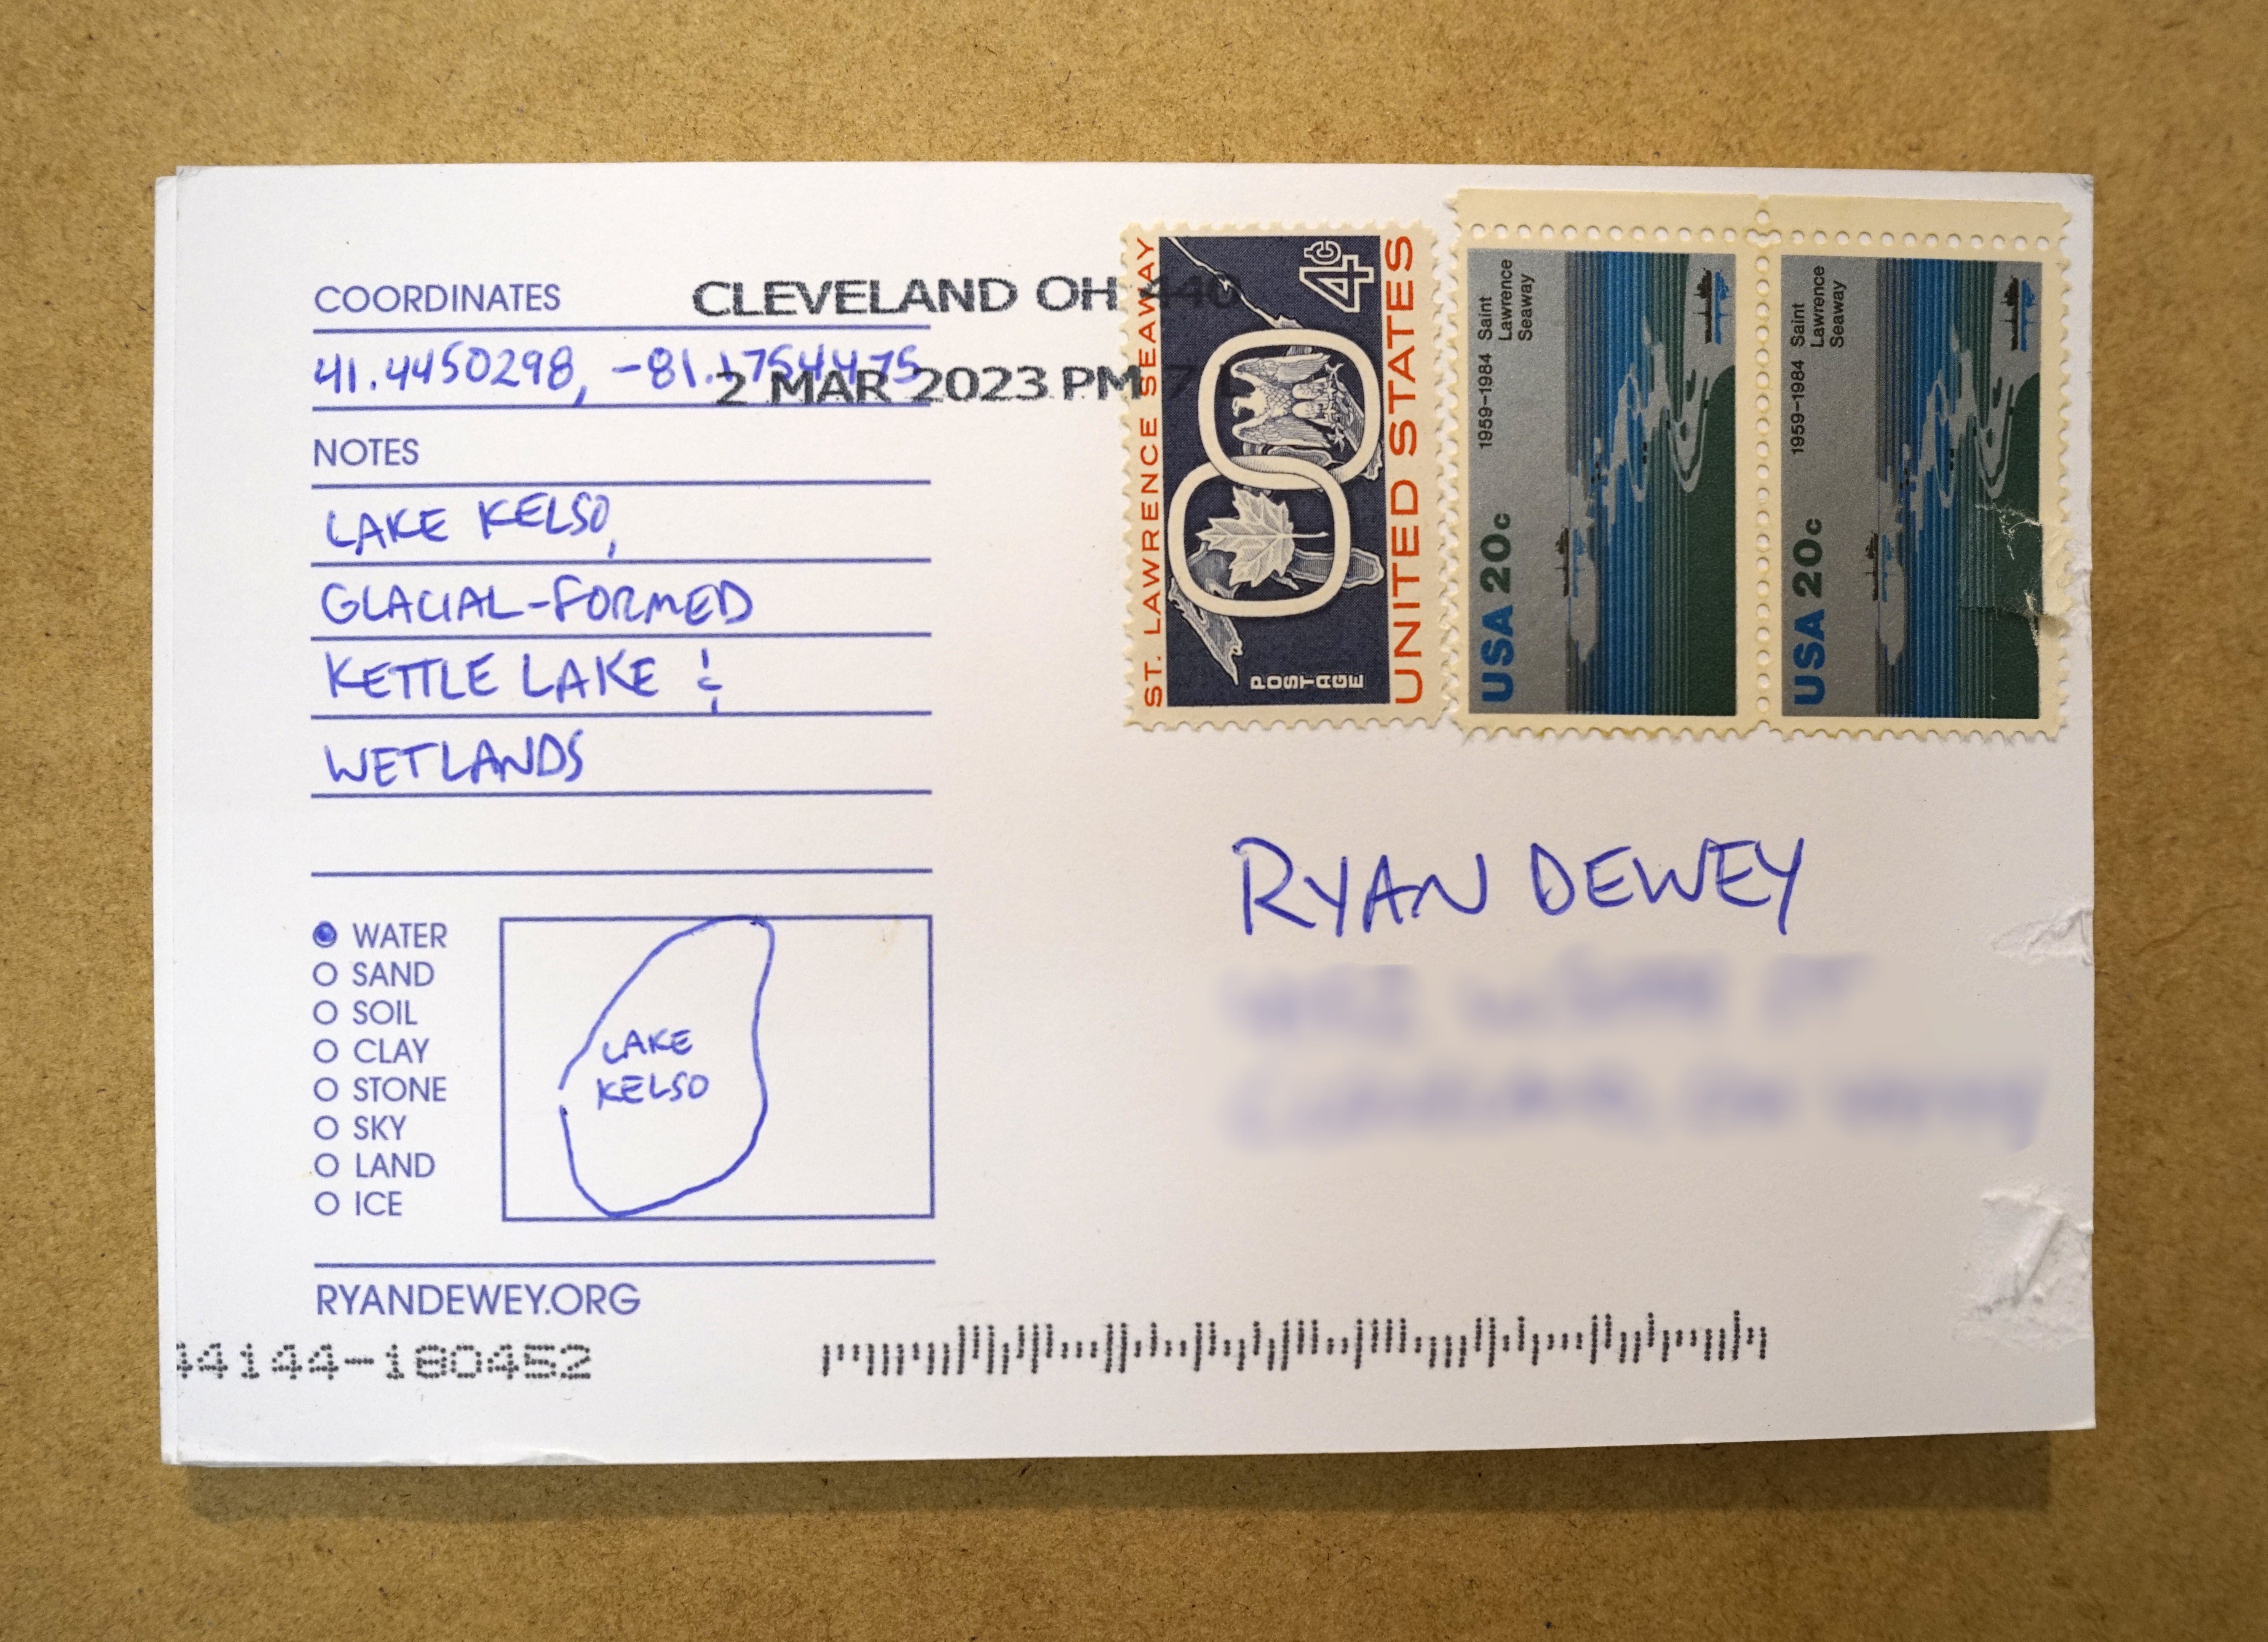 COORDINATES
CLEVELAND OH 440
41.4450298, -81.1754475
2 MAR 2023 PM 7
NOTES
LAKE KELSO,
GLACIAL-FORMED
KETTLE LAKE &
WETLANDS
WATER
SAND
SOIL
CLAY
STONE
SKY
LAND
ICE
LAKE
KELSO
RYANDEWEY.ORG
44144-180452
ST. LAWRENCE SEAWAY
4c
POSTAGE
UNITED STATES
USA 20c 1959-1984 Saint
Lawrence
Seaway
USA 20c 1959-1984 Saint
Lawrence
Seaway
RYAN DEWEY